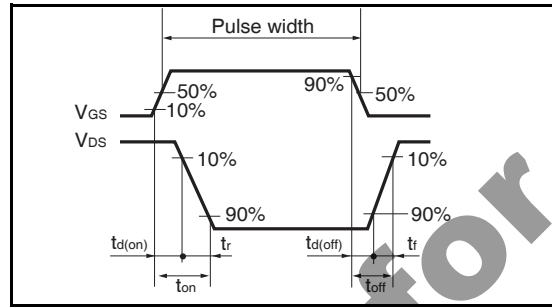 Pulse width
90%
50%
50%
10%
VGS
VDS
10%
10%
90%
90%
td(on)
tr
td(off)
tf
ton
toff
for